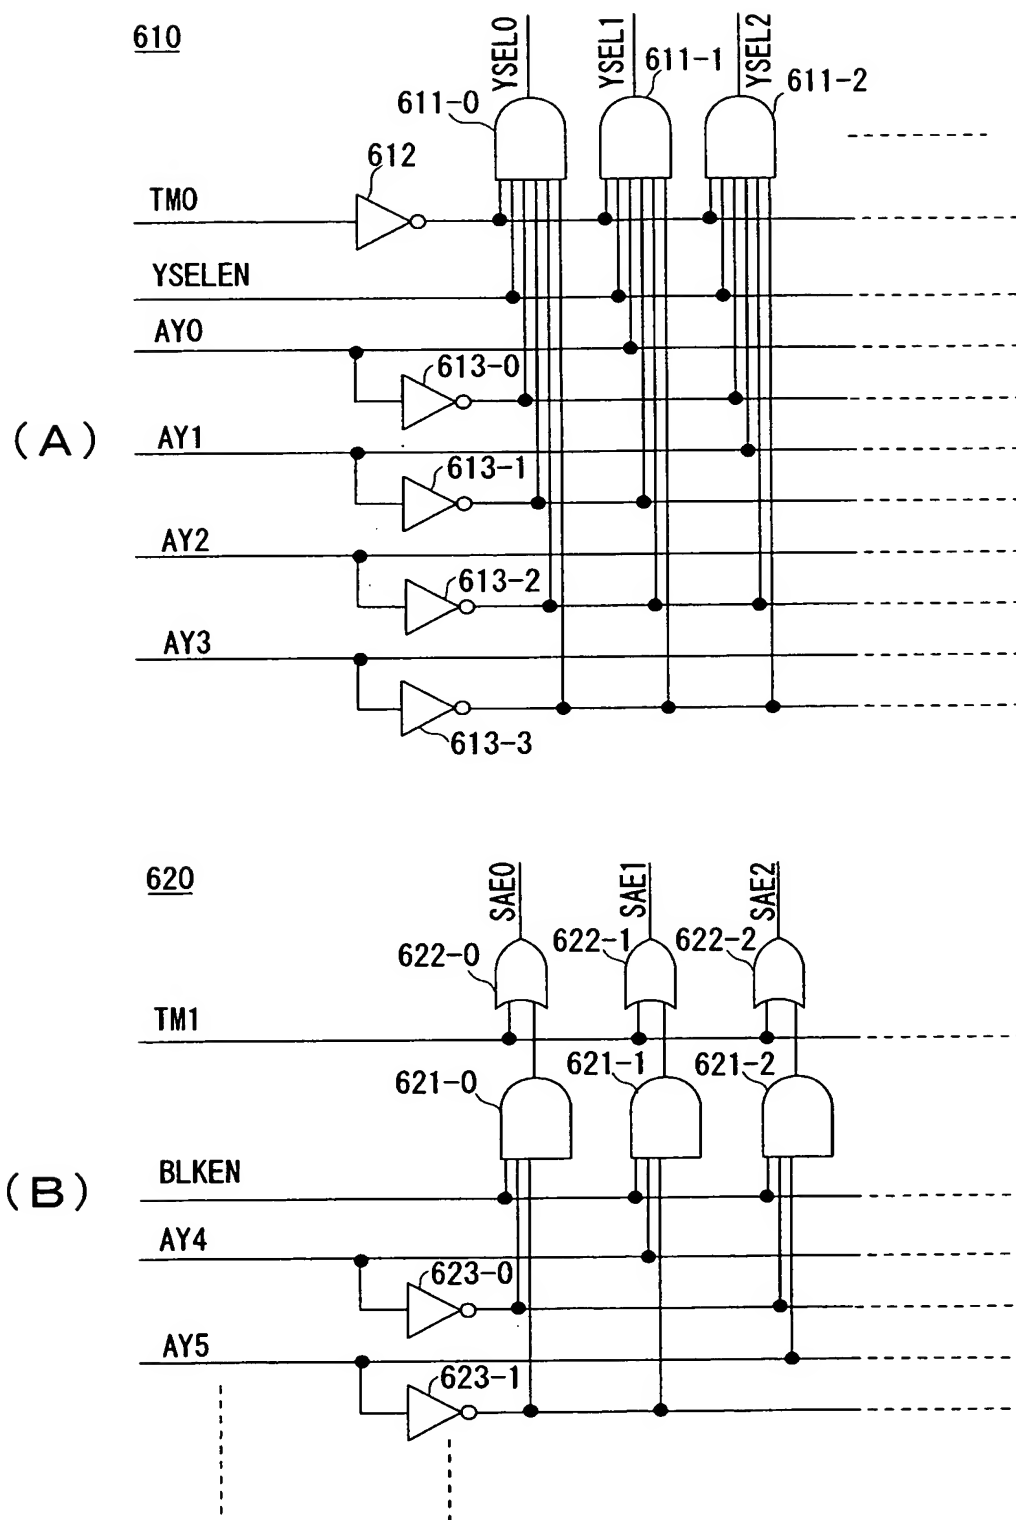 610
YSEL0
YSEL1
YSEL2
611-0
611-1
611-2
612
TM0
YSELEN
AY0
613-0
(A)
AY1
613-1
AY2
613-2
AY3
613-3
620
SAE0
SAE1
SAE2
622-0
622-1
622-2
TM1
621-0
621-1
621-2
(B)
BLKEN
AY4
623-0
AY5
623-1